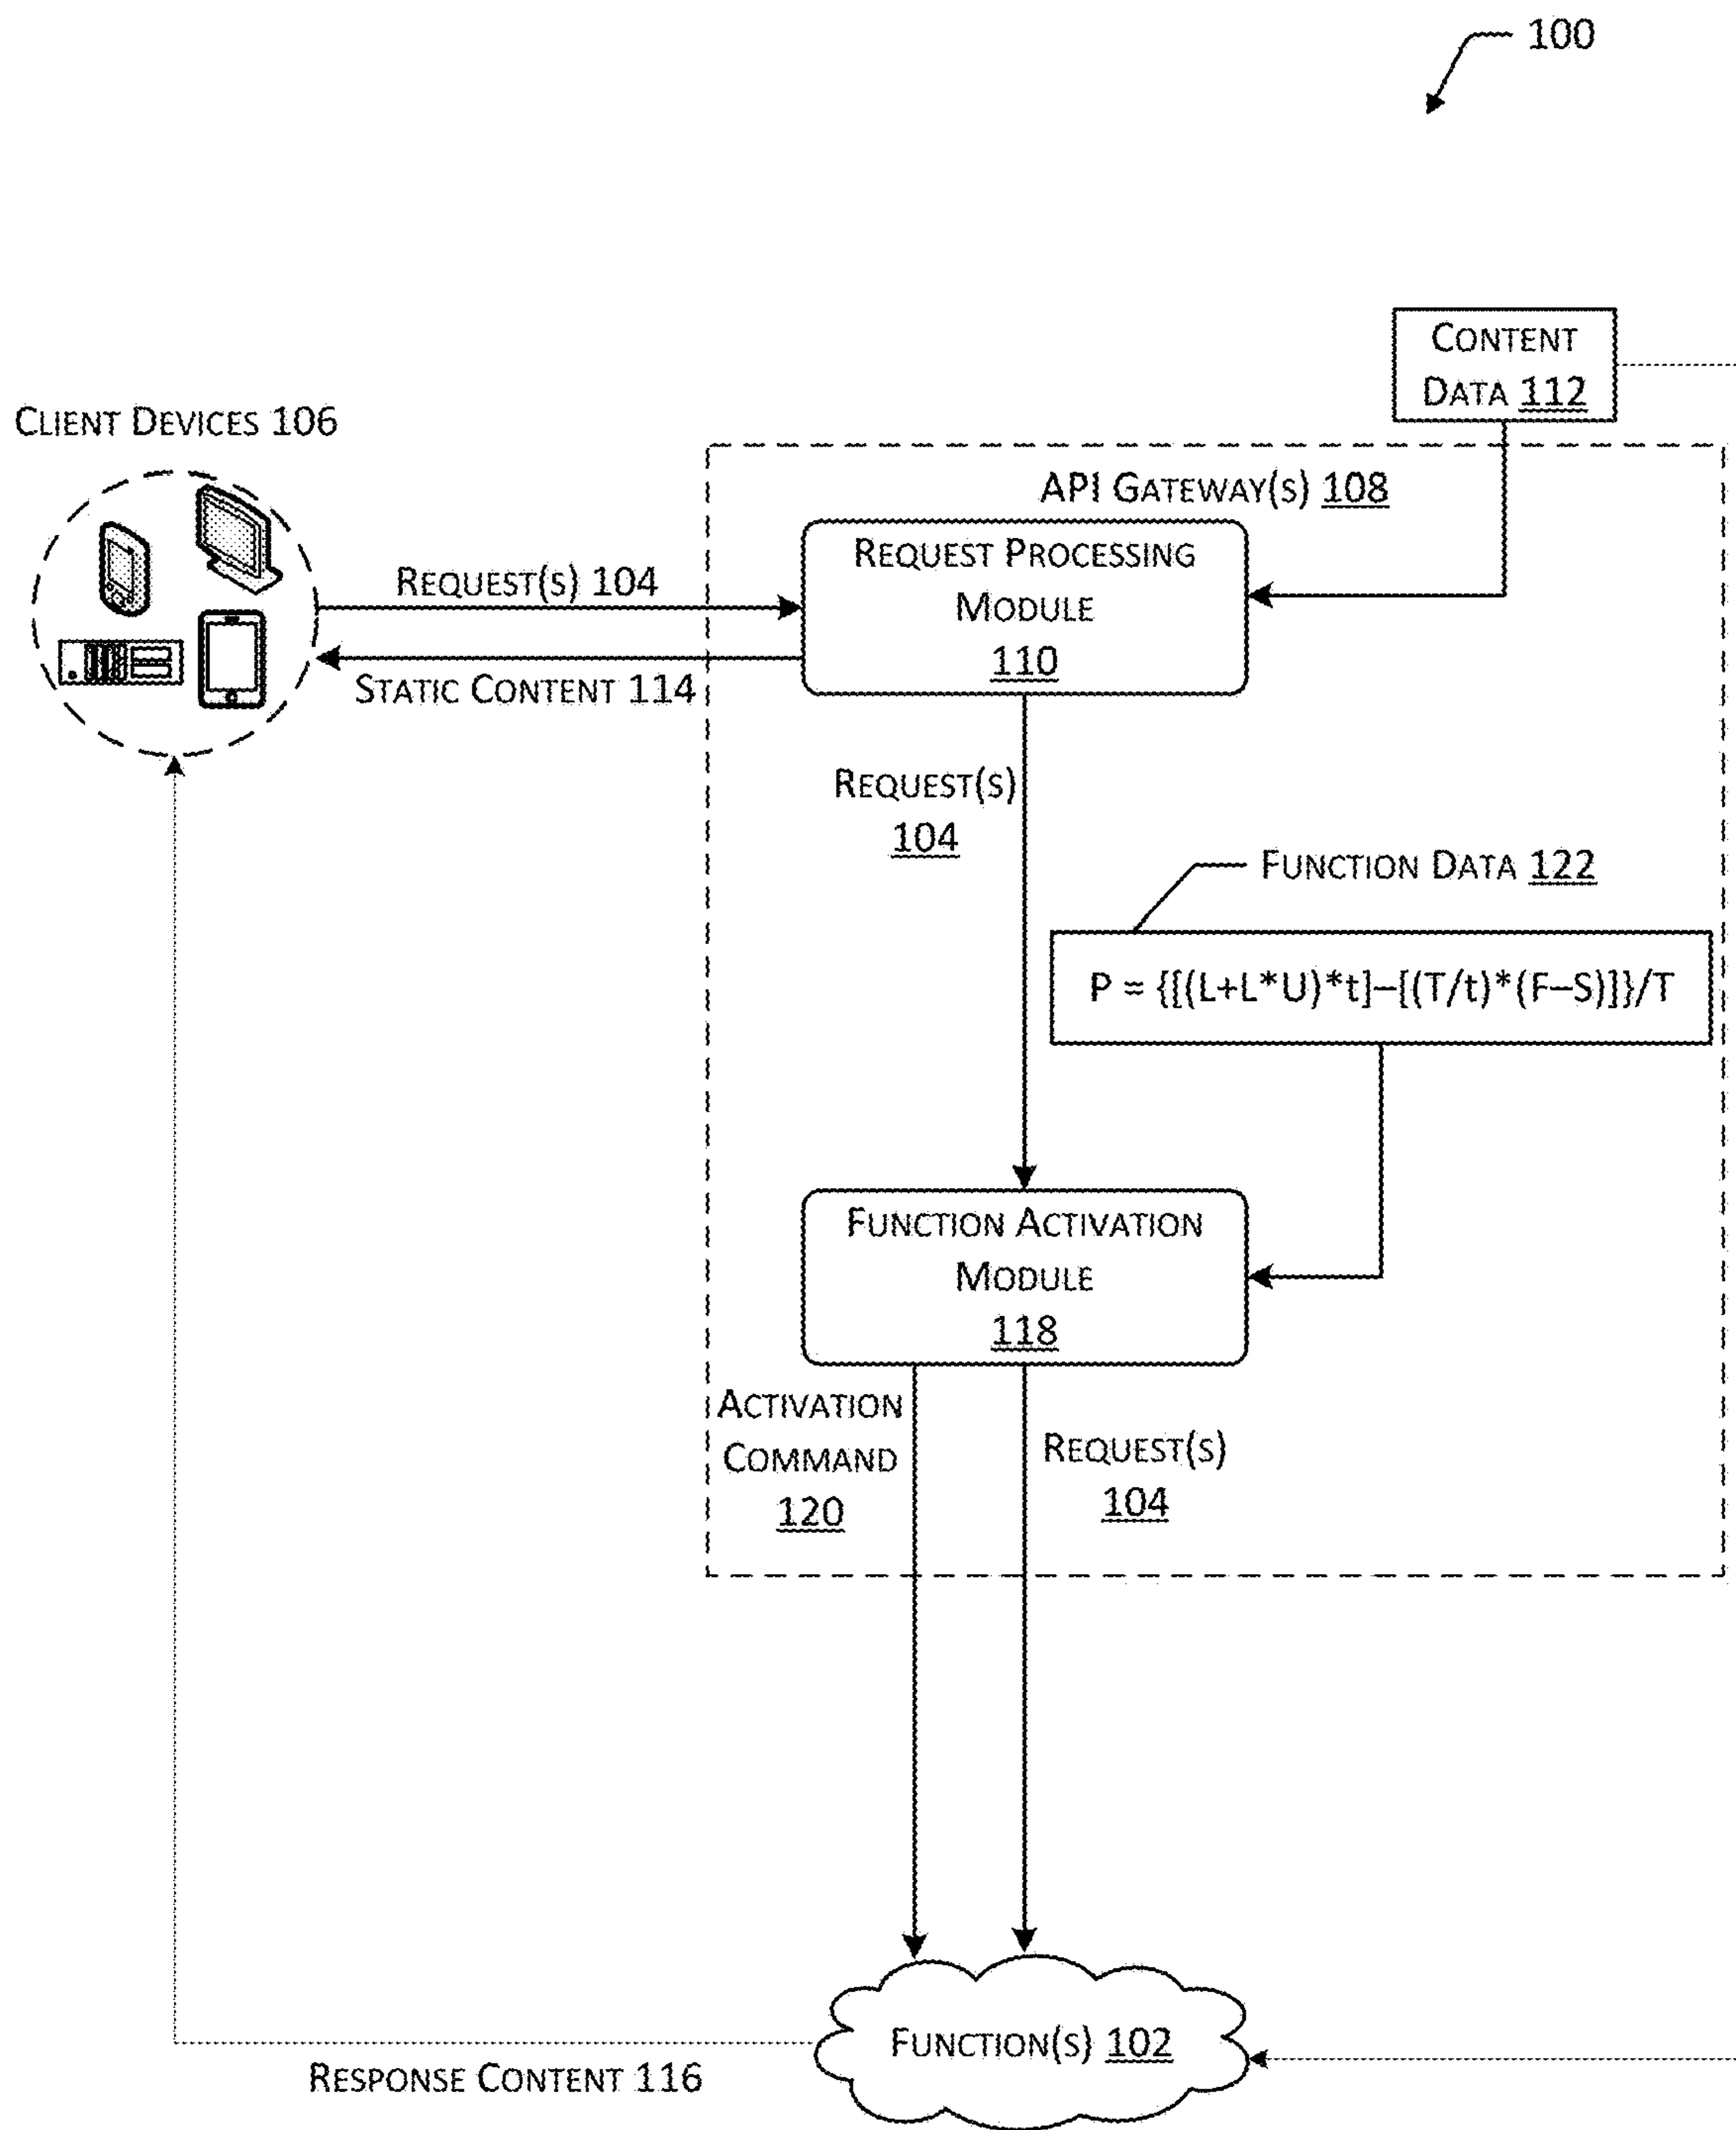 100
CONTENT
DATA 112
CLIENT DEVICES 106
API GATEWAY(S) 108
REQUEST PROCESSING
MODULE
110
REQUEST(S) 104
STATIC CONTENT 114
REQUEST(S)
104
FUNCTION DATA 122
P = {[(L+L*U)*t]–[(T/t)*(F–S)]}/T
FUNCTION ACTIVATION
MODULE
118
ACTIVATION
COMMAND
120
REQUEST(S)
104
FUNCTION(S) 102
RESPONSE CONTENT 116